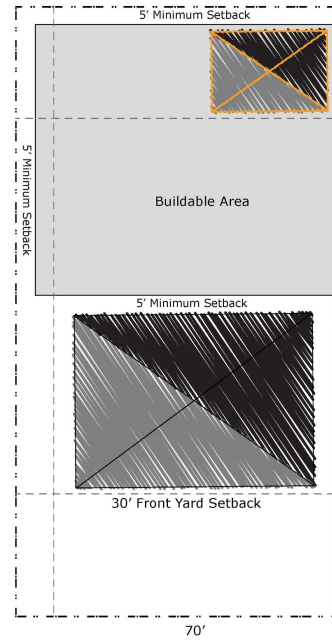 5’ Minimum Setback
5’ Minimum Setback
Buildable Area
5’ Minimum Setback
30’ Front Yard Setback
70’